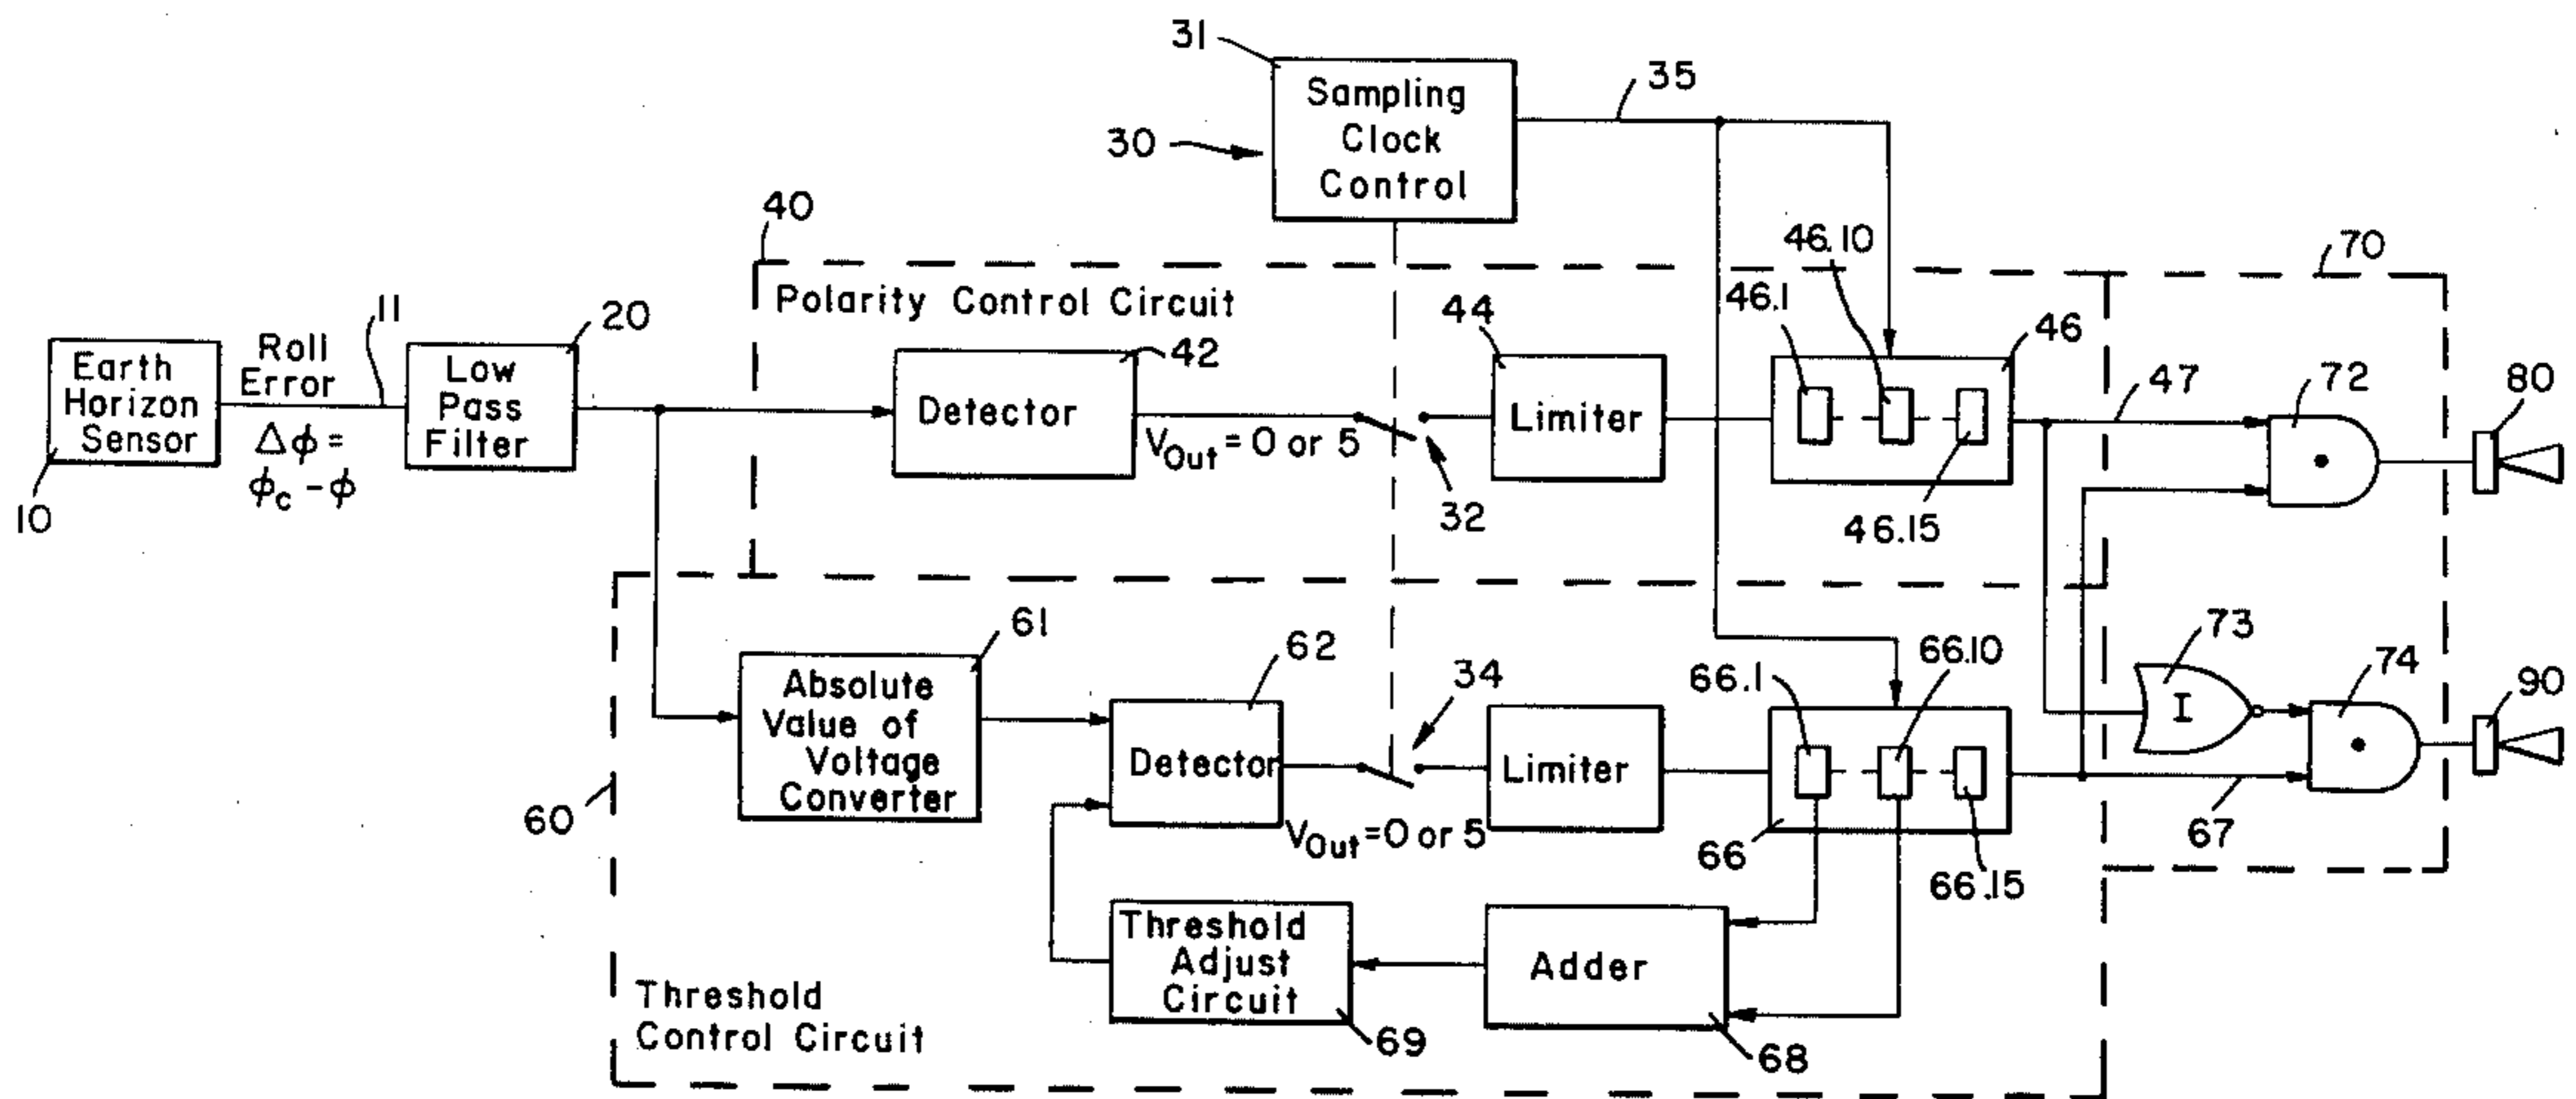 31
Sampling
Clock
Control
35
30
40
Polarity Control Circuit
46.10
46.1
70
Earth
Horizon
Sensor
10
Roll
Error
Δϕ =
ϕc − ϕ
11
Low
Pass
Filter
20
Detector
42
VOut = 0 or 5
32
44
Limiter
46
46.15
47
72
80
60
Absolute
Value of
Voltage
Converter
61
Detector
62
VOut = 0 or 5
34
Limiter
66.1
66.10
66
66.15
73
I
74
90
67
Threshold
Adjust
Circuit
69
Adder
68
Threshold
Control Circuit